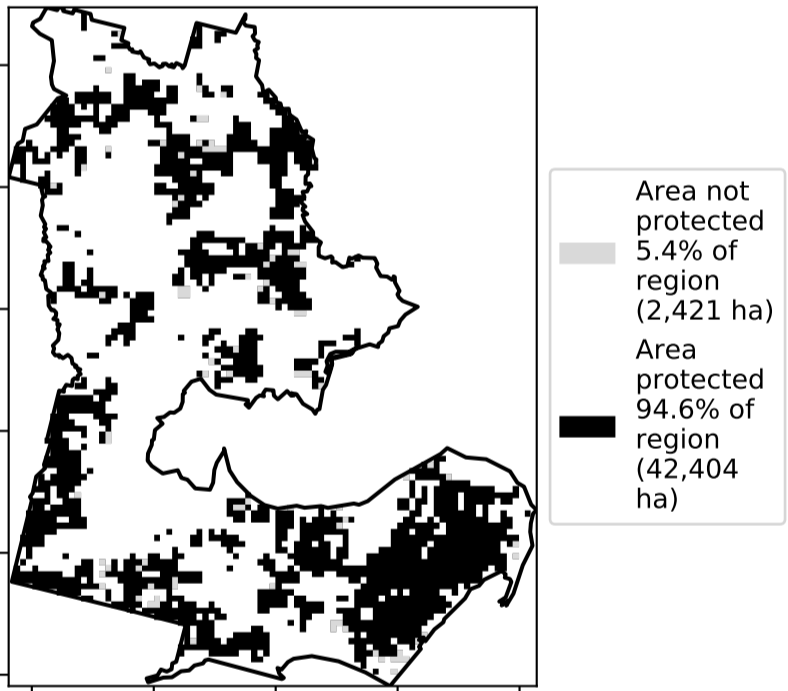 Area not
protected
5.4% of
region
(2,421 ha)
Area
protected
94.6% of
region
(42,404
ha)